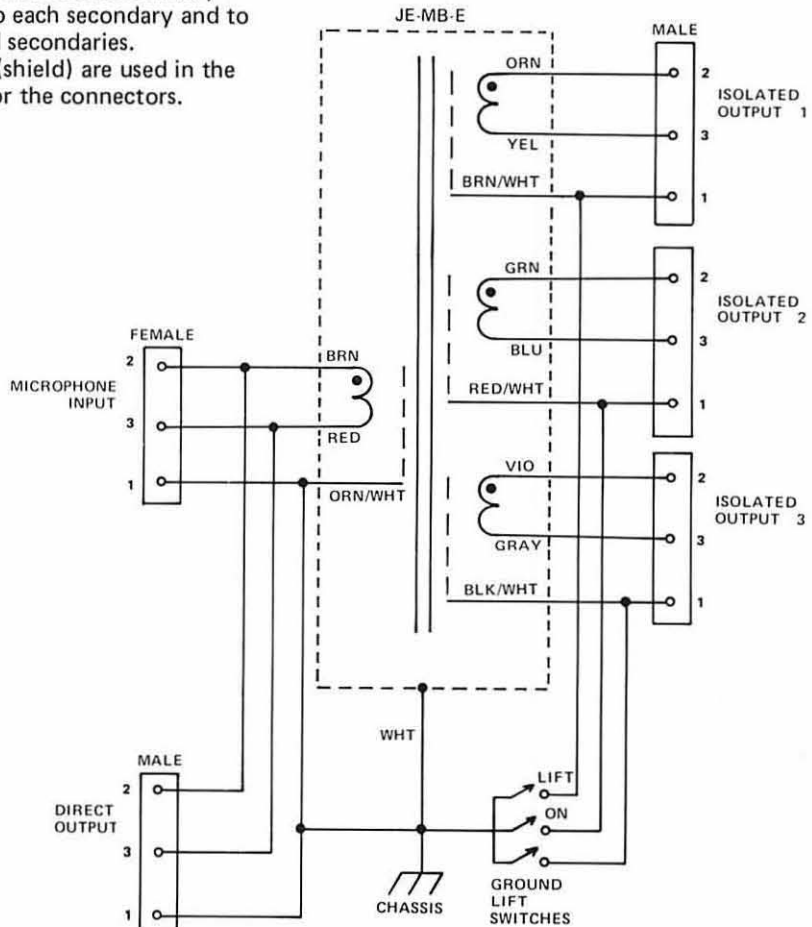 o each secondary and to
secondaries.
(shield) are used in the
or the connectors.
JE-MB-E
MALE
ORN
2
ISOLATED
OUTPUT 1
3
YEL
BRN/WHT
1
GRN
2
ISOLATED
OUTPUT 2
3
BLU
RED/WHT
1
FEMALE
2
BRN
MICROPHONE
INPUT
3
RED
1
ORN/WHT
VIO
2
ISOLATED
OUTPUT 3
3
GRAY
BLK/WHT
1
WHT
MALE
2
LIFT
DIRECT
OUTPUT
ON
3
CHASSIS
GROUND
LIFT
SWITCHES
1